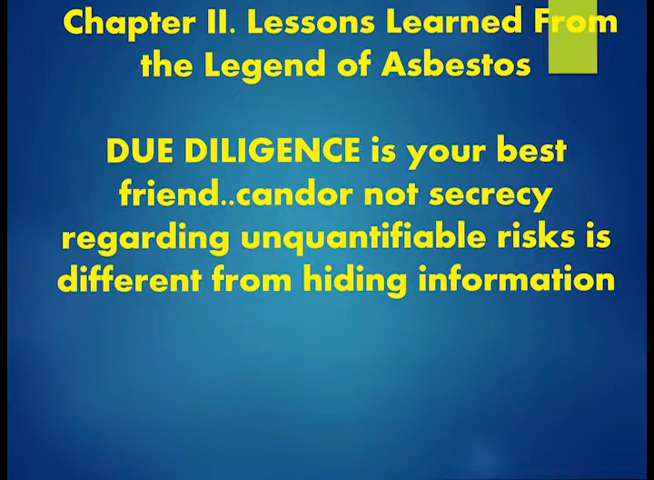 Chapter II. Lessons Learned From
the Legend of Asbestos
DUE DILIGENCE is your best
friend..candor not secrecy
regarding unquantifiable risks is
different from hiding information